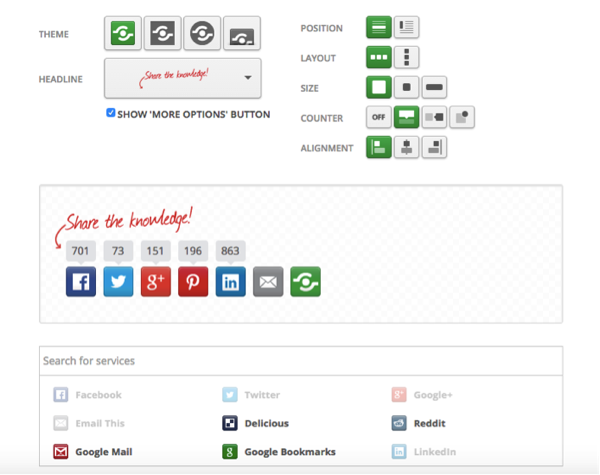 THEME
HEADLINE
Share the knowledge!
SHOW 'MORE OPTIONS' BUTTON
POSITION
LAYOUT
SIZE
COUNTER
OFF
ALIGNMENT
Share the knowledge!
701 73 151 196 863
f g+ p in
Search for services
Facebook Twitter g+ Google+
Email This Delicious Reddit
Google Mail g Google Bookmarks in LinkedIn